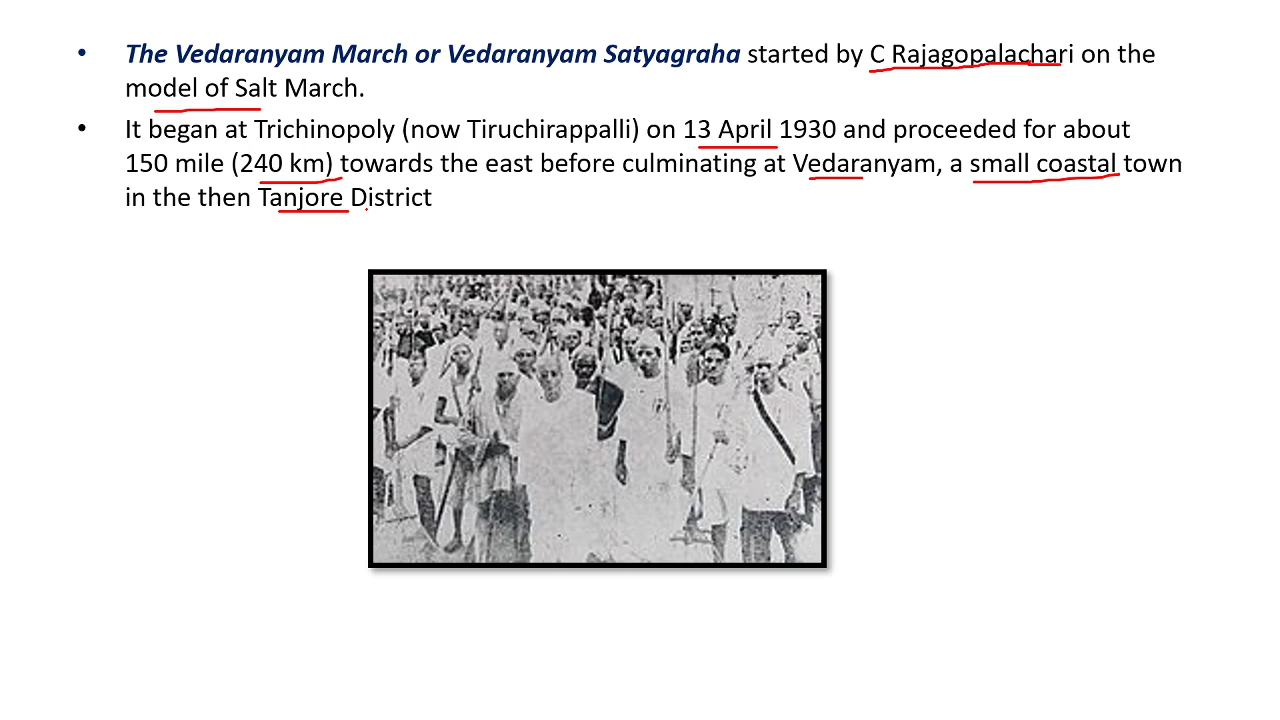 • The Vedaranyam March or Vedaranyam Satyagraha started by C Rajagopalachari on the
model of Salt March.
• It began at Trichinopoly (now Tiruchirappalli) on 13 April 1930 and proceeded for about
150 mile (240 km) towards the east before culminating at Vedaranyam, a small coastal town
in the then Tanjore District